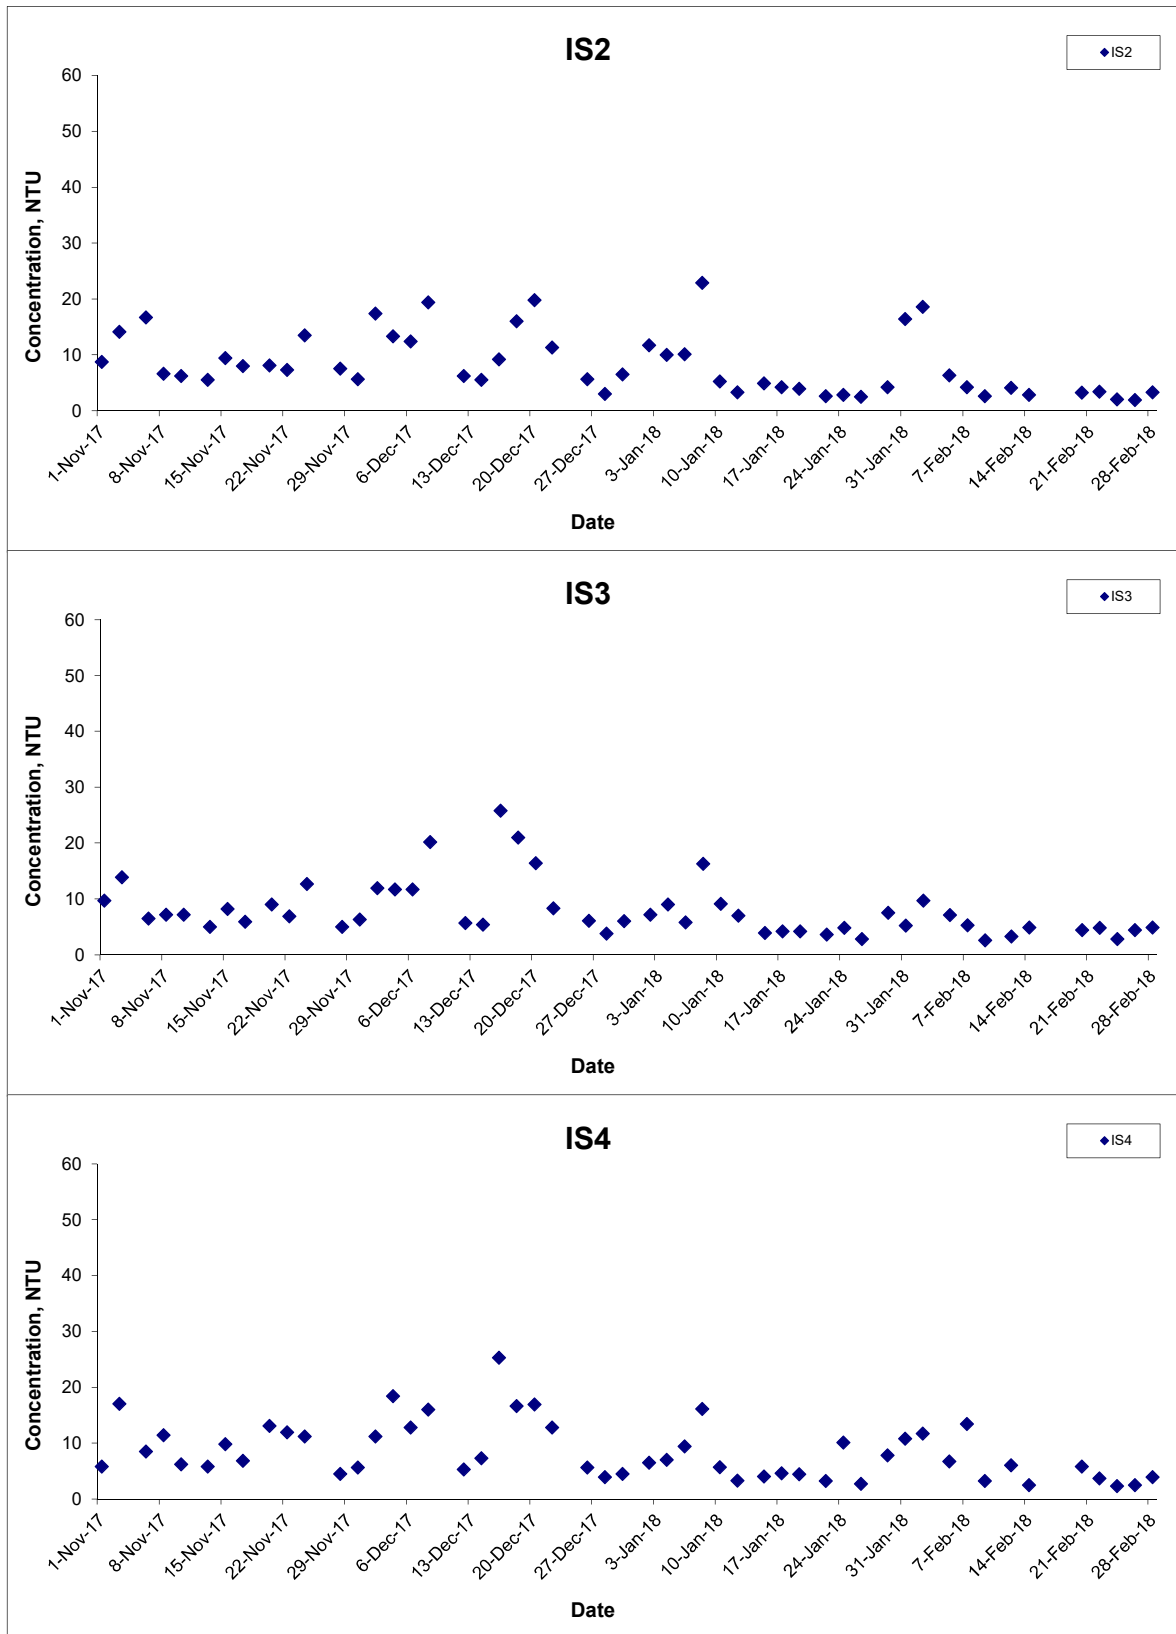 IS2
IS2
60
50
40
30
20
10
0
Concentration, NTU
1-Nov-17
8-Nov-17
15-Nov-17
22-Nov-17
29-Nov-17
6-Dec-17
13-Dec-17
20-Dec-17
27-Dec-17
3-Jan-18
10-Jan-18
17-Jan-18
24-Jan-18
31-Jan-18
7-Feb-18
14-Feb-18
21-Feb-18
28-Feb-18
Date
IS3
IS3
60
50
40
30
20
10
0
Concentration, NTU
1-Nov-17
8-Nov-17
15-Nov-17
22-Nov-17
29-Nov-17
6-Dec-17
13-Dec-17
20-Dec-17
27-Dec-17
3-Jan-18
10-Jan-18
17-Jan-18
24-Jan-18
31-Jan-18
7-Feb-18
14-Feb-18
21-Feb-18
28-Feb-18
Date
IS4
IS4
60
50
40
30
20
10
0
Concentration, NTU
1-Nov-17
8-Nov-17
15-Nov-17
22-Nov-17
29-Nov-17
6-Dec-17
13-Dec-17
20-Dec-17
27-Dec-17
3-Jan-18
10-Jan-18
17-Jan-18
24-Jan-18
31-Jan-18
7-Feb-18
14-Feb-18
21-Feb-18
28-Feb-18
Date